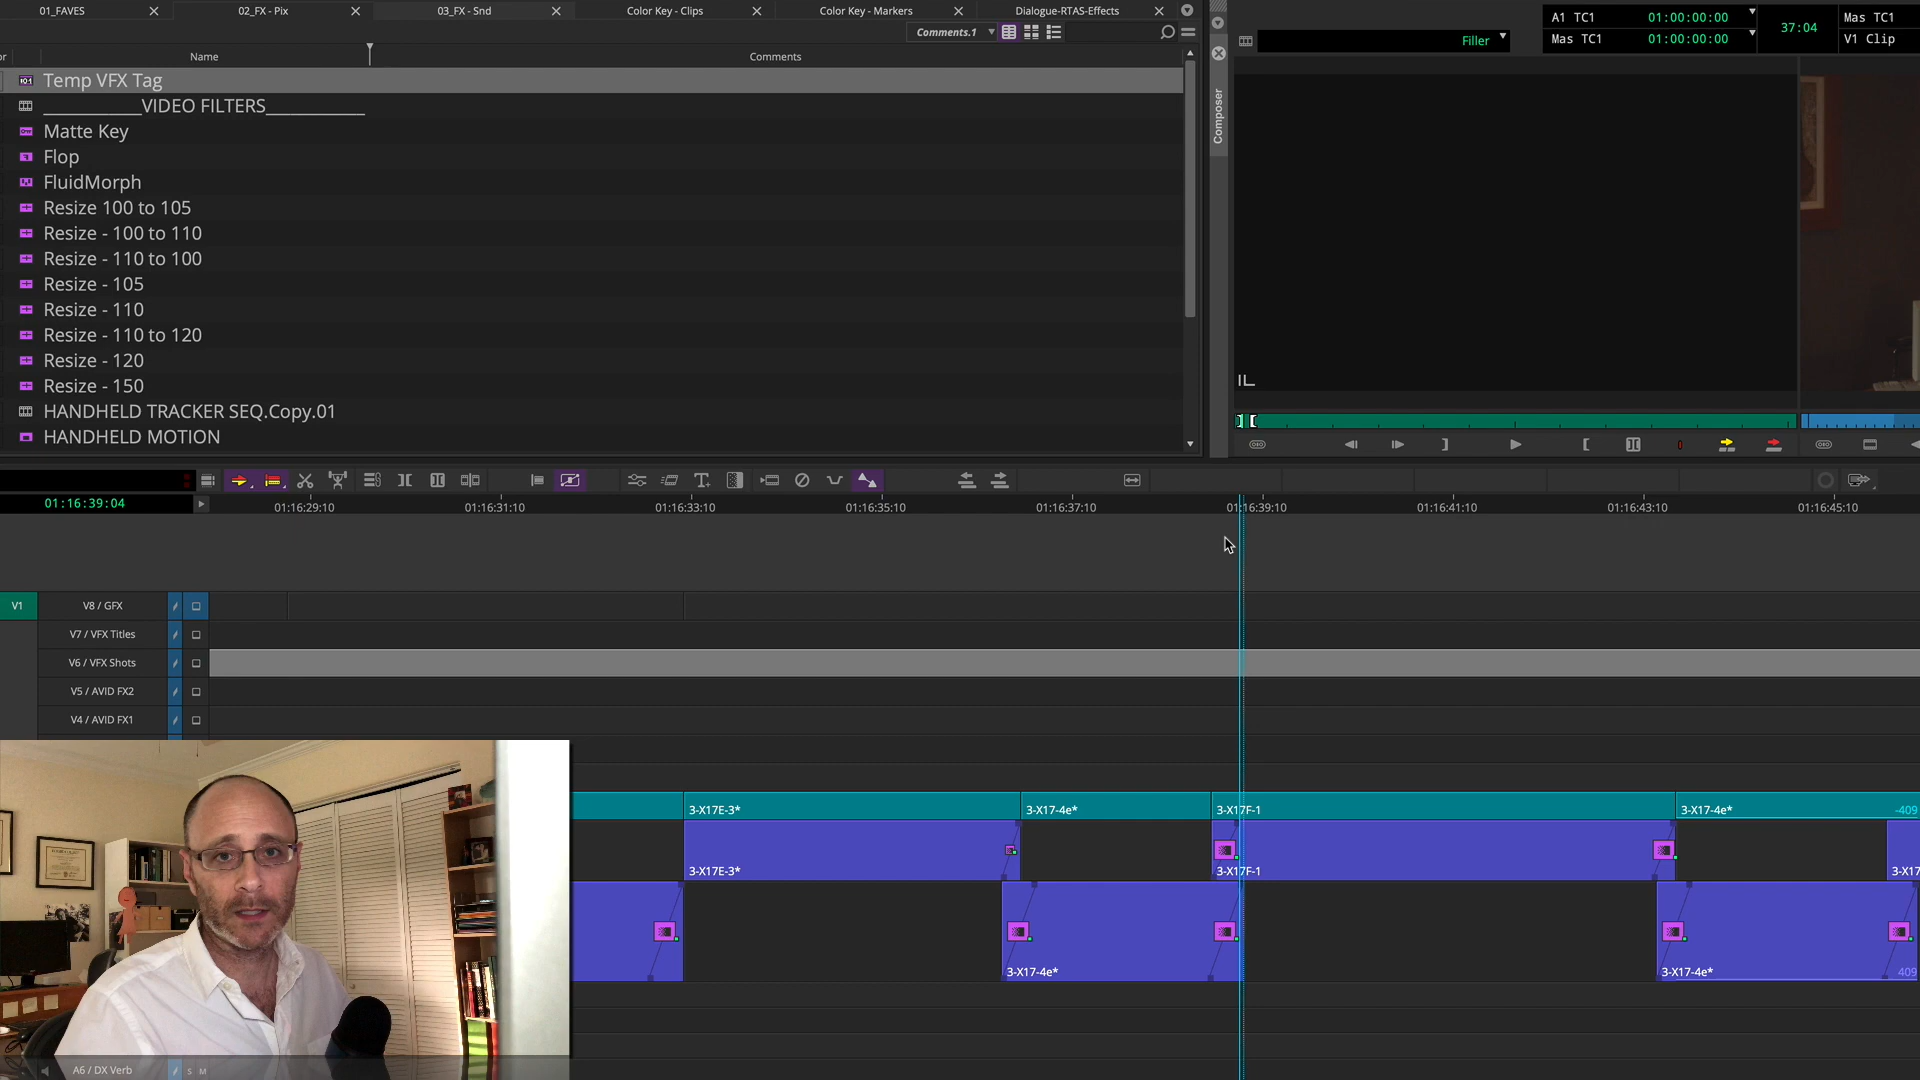 01_FAVES
02_FX - Pix
03_FX - Snd
Color Key - Clips
Color Key - Markers
Dialogue-RTAS-Effects
Comments.1
Name
Comments
Temp VFX Tag
__________VIDEO FILTERS__________
Matte Key
Flop
FluidMorph
Resize 100 to 105
Resize - 100 to 110
Resize - 110 to 100
Resize - 105
Resize - 110
Resize - 110 to 120
Resize - 120
Resize - 150
HANDHELD TRACKER SEQ.Copy.01
HANDHELD MOTION
Composer
Filler
A1 TC1 01:00:00:00
Mas TC1 01:00:00:00
37:04
Mas TC1
V1 Clip
01:16:39:04
01:16:29:10
01:16:31:10
01:16:33:10
01:16:35:10
01:16:37:10
01:16:39:10
01:16:41:10
01:16:43:10
01:16:45:10
V1
V8 / GFX
V7 / VFX Titles
V6 / VFX Shots
V5 / AVID FX2
V4 / AVID FX1
3-X17E-3*
3-X17-4e*
3-X17F-1
3-X17-4e*
-409
3-X17E-3*
3-X17F-1
3-X17
3-X17-4e*
3-X17-4e*
409
A6 / DX Verb
S M